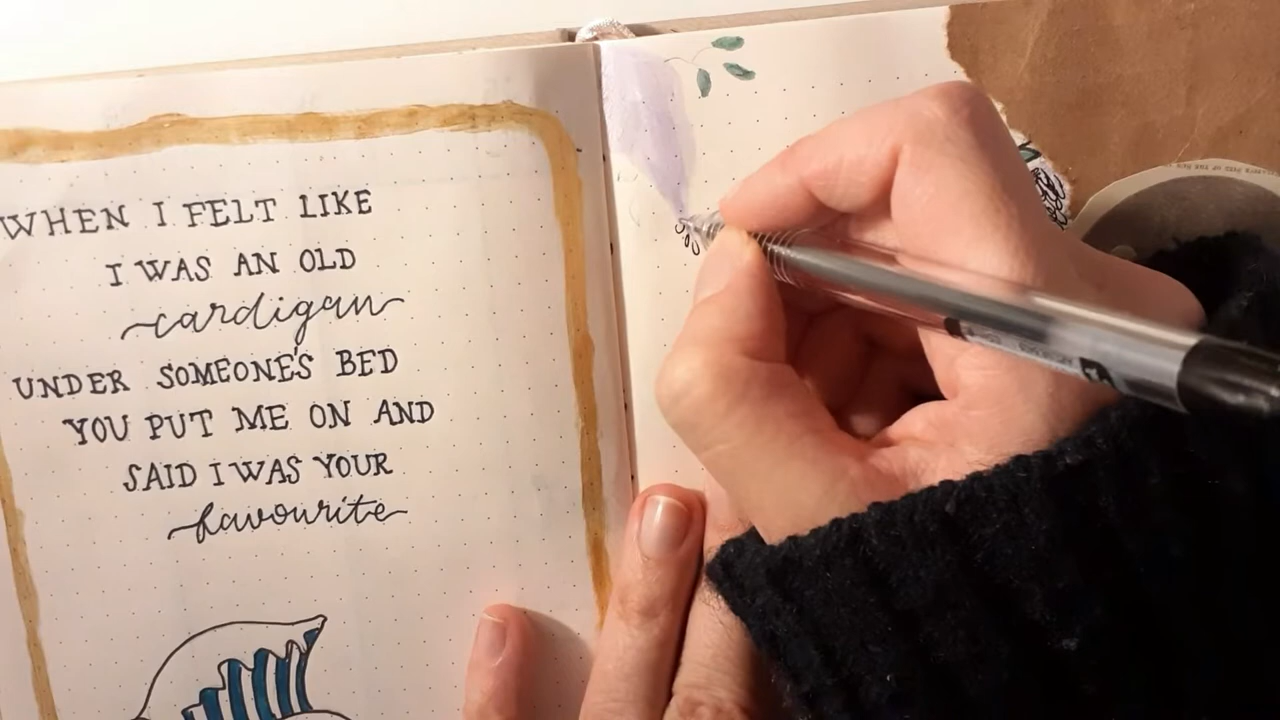 WHEN I FELT LIKE
I WAS AN OLD
cardigan
UNDER SOMEONE'S BED
YOU PUT ME ON AND
SAID I WAS YOUR
favourite